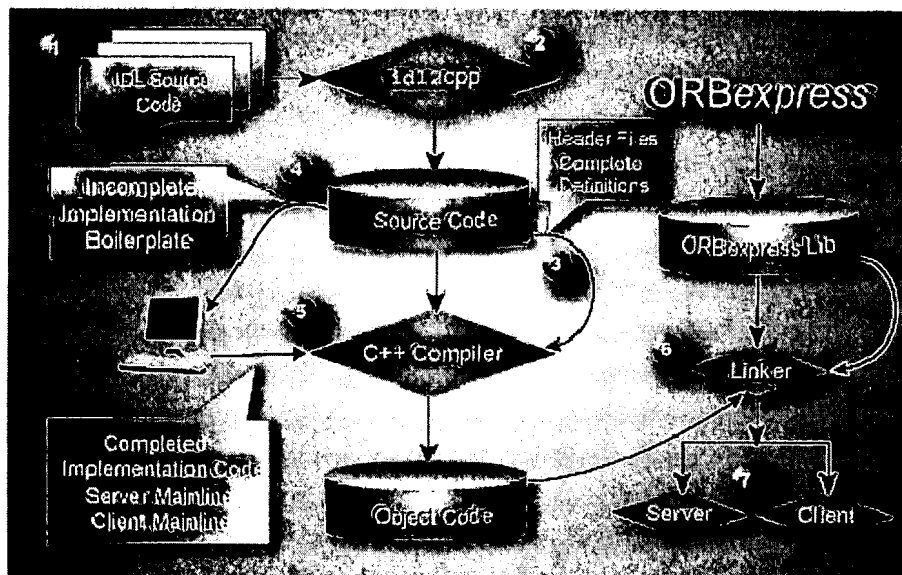 #1
IDL Source
Code
#2
idl2cpp
ORBexpress
Header Files
Complete
Definitions
#4
Incomplete
Implementation
Boilerplate
Source Code
ORBexpress Lib
#3
#5
C++ Compiler
#6
Linker
Completed
Implementation Code
Server Mainline
Client Mainline
Object Code
#7
Server
Client